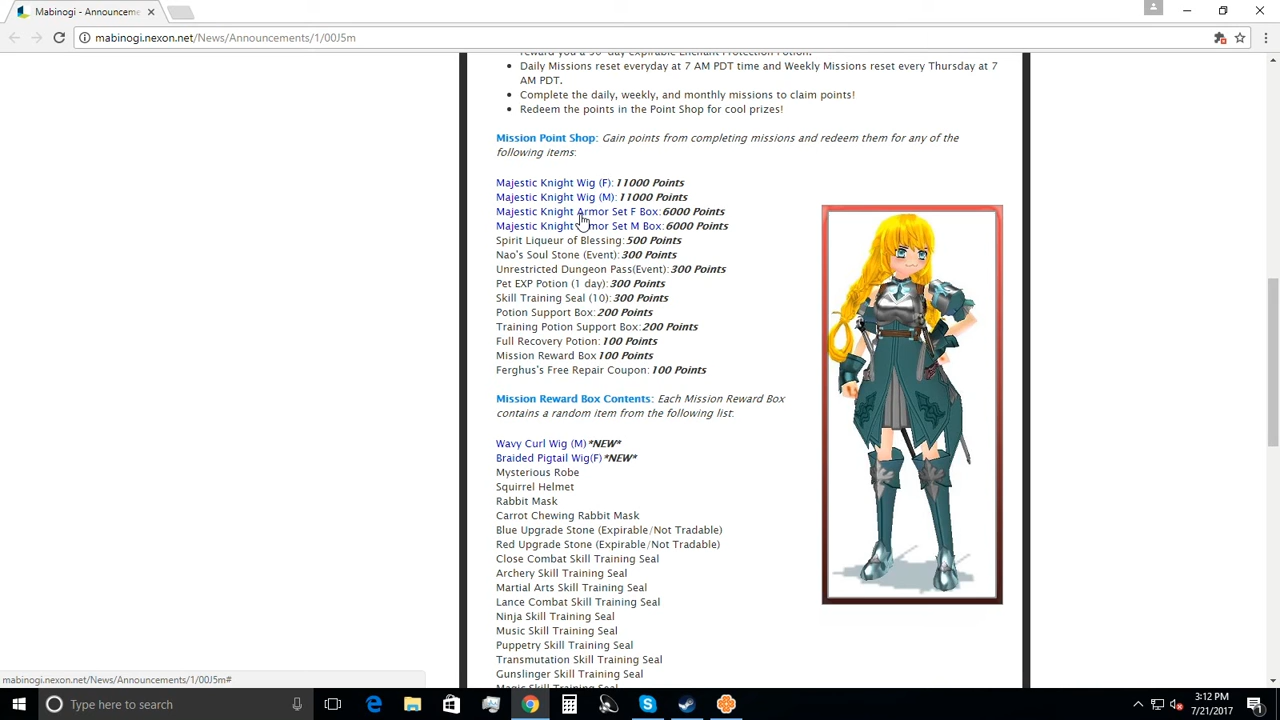 Mabinogi - Announceme
mabinogi.nexon.net/News/Announcements/1/00J5m
reward you a 30-day expirable Enchant Protection Potion.
Daily Missions reset everyday at 7 AM PDT time and Weekly Missions reset every Thursday at 7
AM PDT.
Complete the daily, weekly, and monthly missions to claim points!
Redeem the points in the Point Shop for cool prizes!
Mission Point Shop: Gain points from completing missions and redeem them for any of the
following items:
Majestic Knight Wig (F): 11000 Points
Majestic Knight Wig (M): 11000 Points
Majestic Knight Armor Set F Box: 6000 Points
Majestic Knight Armor Set M Box: 6000 Points
Spirit Liqueur of Blessing: 500 Points
Nao's Soul Stone (Event): 300 Points
Unrestricted Dungeon Pass(Event): 300 Points
Pet EXP Potion (1 day): 300 Points
Skill Training Seal (10): 300 Points
Potion Support Box: 200 Points
Training Potion Support Box: 200 Points
Full Recovery Potion: 100 Points
Mission Reward Box 100 Points
Ferghus's Free Repair Coupon: 100 Points
Mission Reward Box Contents: Each Mission Reward Box
contains a random item from the following list:
Wavy Curl Wig (M) *NEW*
Braided Pigtail Wig(F) *NEW*
Mysterious Robe
Squirrel Helmet
Rabbit Mask
Carrot Chewing Rabbit Mask
Blue Upgrade Stone (Expirable/Not Tradable)
Red Upgrade Stone (Expirable/Not Tradable)
Close Combat Skill Training Seal
Archery Skill Training Seal
Martial Arts Skill Training Seal
Lance Combat Skill Training Seal
Ninja Skill Training Seal
Music Skill Training Seal
Puppetry Skill Training Seal
Transmutation Skill Training Seal
Gunslinger Skill Training Seal
Magic Skill Training Seal
mabinogi.nexon.net/News/Announcements/1/00J5m#
Type here to search
3:12 PM
7/21/2017